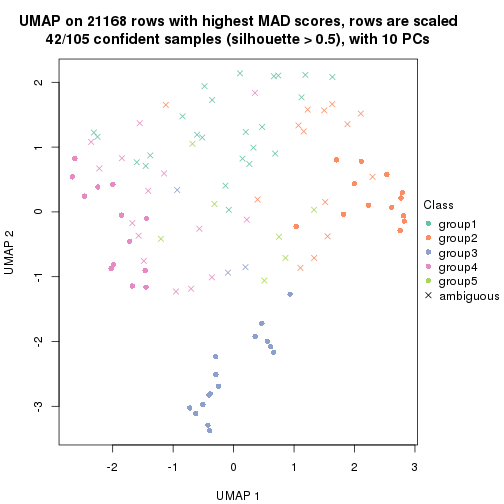 UMAP on 21168 rows with highest MAD scores, rows are scaled
42/105 confident samples (silhouette > 0.5), with 10 PCs
2
1
0
-1
-2
-3
UMAP 2
-2
-1
0
1
2
3
UMAP 1
Class
group1
group2
group3
group4
group5
ambiguous